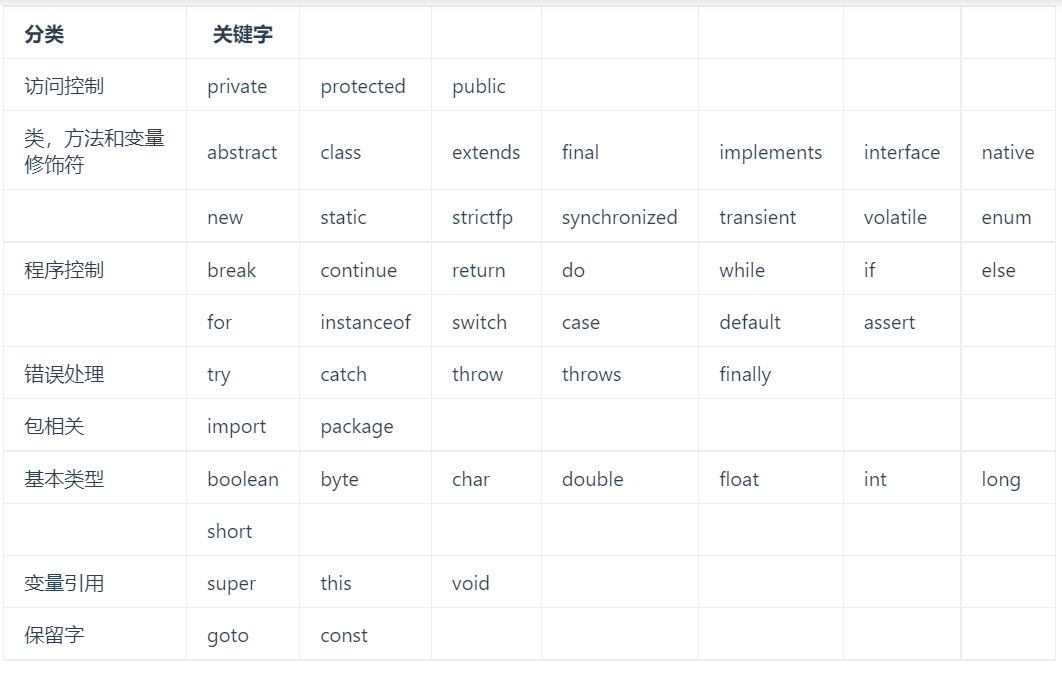 分类 关键字
访问控制 private protected public
类，方法和变量
修饰符 abstract class extends final implements interface native
new static strictfp synchronized transient volatile enum
程序控制 break continue return do while if else
for instanceof switch case default assert
错误处理 try catch throw throws finally
包相关 import package
基本类型 boolean byte char double float int long
short
变量引用 super this void
保留字 goto const